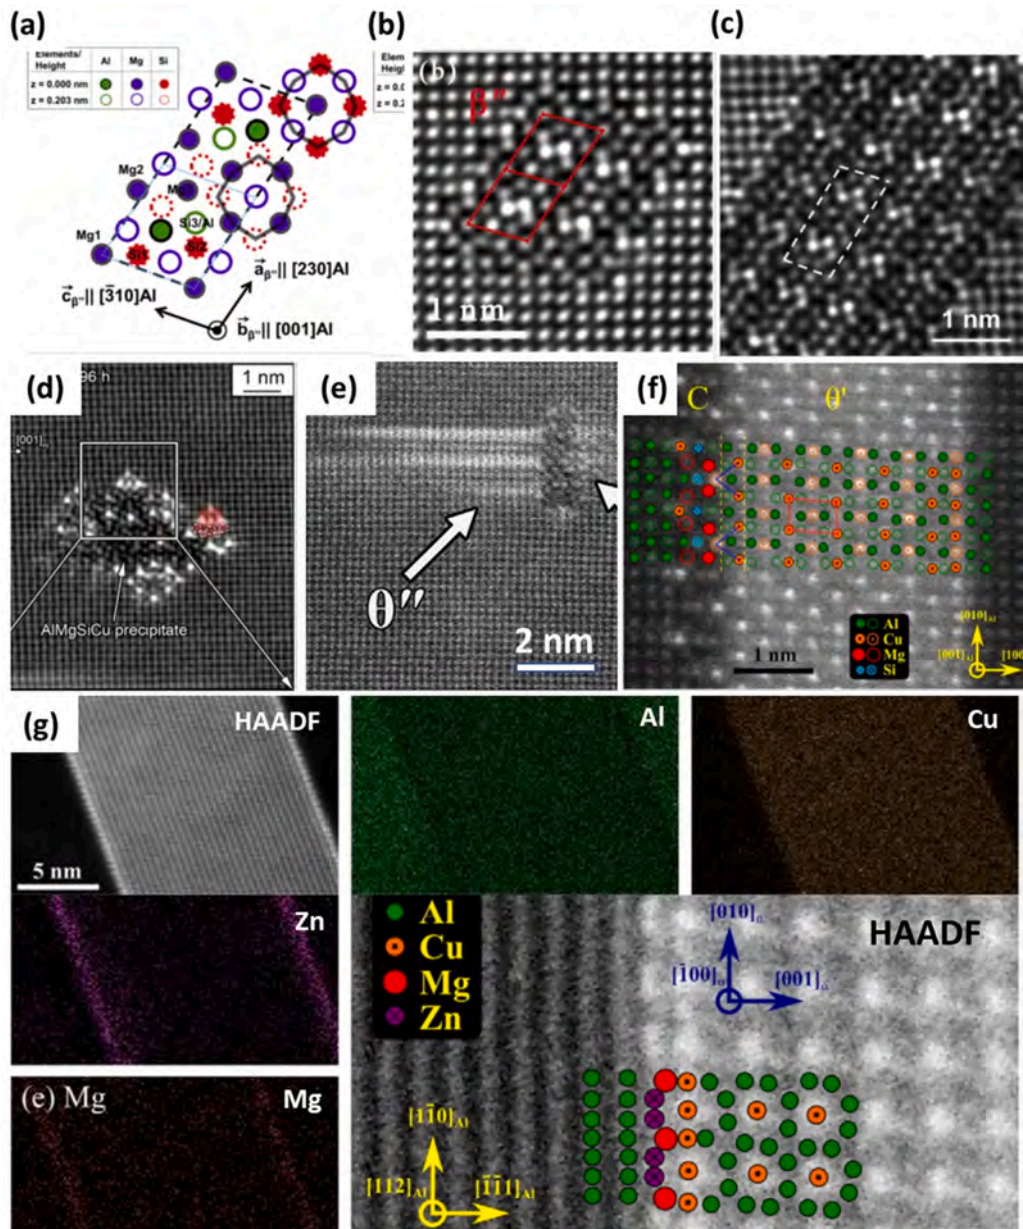 (a)
Elements/ Height Al Mg Si
z = 0.000 nm
z = 0.203 nm
Mg2
Mg1
Si3/Al
Si1
Si2
a⃗β''|| [230]Al
c⃗β''|| [3̄10]Al
b⃗β''|| [001]Al
(b)
(b)
β''
1 nm
(c)
1 nm
(d)
96 h
1 nm
[001]
AlMgSiCu precipitate
(e)
θ''
2 nm
(f)
C
θ'
Al
Cu
Mg
Si
1 nm
[010]Al
[001]
[100
(g)
HAADF
5 nm
Al
Cu
Zn
(e) Mg
Mg
Al
Cu
Mg
Zn
HAADF
[010]
[1̄00]
[001]
[11̄0]Al
[112]Al
[1̄1̄1]Al